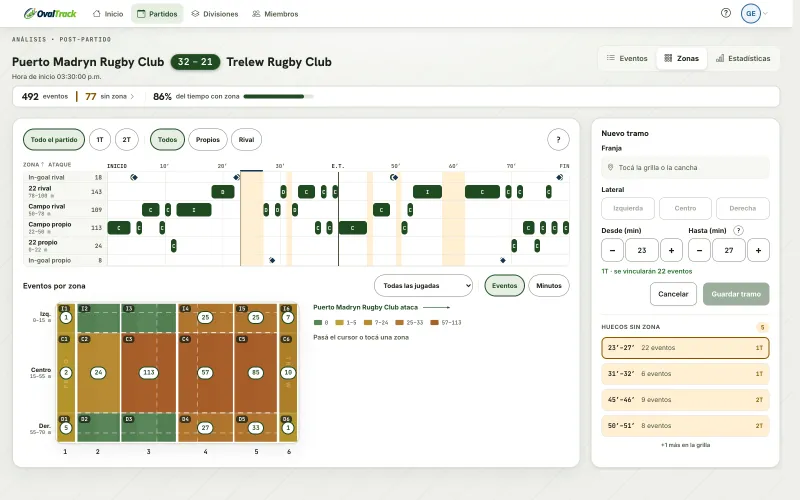 OvalTrack
Inicio
Partidos
Divisiones
Miembros
?
GE
ANÁLISIS • POST-PARTIDO
Puerto Madryn Rugby Club 32 – 21 Trelew Rugby Club
Hora de inicio 03:30:00 p.m.
Eventos
Zonas
Estadísticas
492 eventos
77 sin zona
86% del tiempo con zona
Todo el partido
1T
2T
Todos
Propios
Rival
?
ZONA ↑ ATAQUE
INICIO 10' 20' 30' E.T. 50' 60' 70' FIN
In-goal rival 18
22 rival 143
78-100 m
D D C C C I C C C C
Campo rival 109
50-78 m
C C I D D D C C
Campo propio 113
22-50 m
C C C C C C C C C C C
22 propio 24
0-22 m
C C C
In-goal propio 8
Eventos por zona
Todas las jugadas
Eventos
Minutos
Izq.
0-15 m
Centro
15-55 m
Der.
55-70 m
I1 I2 I3 I4 I5 I6
1 25 25 7
C1 C2 C3 C4 C5 C6
2 24 113 57 85 10
D1 D2 D3 D4 D5 D6
5 27 33 1
1 2 3 4 5 6
Puerto Madryn Rugby Club ataca
0 1-5 7-24 25-33 57-113
Pasá el cursor o tocá una zona
Nuevo tramo
Franja
Tocá la grilla o la cancha
Lateral
Izquierda
Centro
Derecha
Desde (min)
Hasta (min) ?
− 23 +
− 27 +
1T · se vincularán 22 eventos
Cancelar
Guardar tramo
HUECOS SIN ZONA 5
23'–27' 22 eventos 1T
31'–32' 6 eventos 1T
45'–46' 9 eventos 2T
50'–51' 8 eventos 2T
+1 más en la grilla